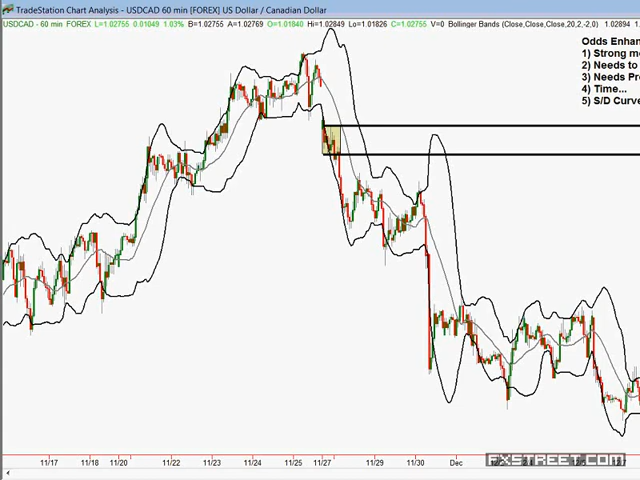 TradeStation Chart Analysis - USDCAD 60 min [FOREX] US Dollar / Canadian Dollar
USDCAD - 60 min FOREX L=1.02755 0.01049 1.03% B=1.02755 A=1.02769 O=1.01840 Hi=1.02849 Lo=1.01826 C=1.02755 V=0 Bollinger Bands (Close,Close,Close,20,2,-2,0) 1.02894 1.0
Odds Enhan
1) Strong m
2) Needs to
3) Needs Pr
4) Time...
5) S/D Curve
11/17 11/18 11/20 11/22 11/23 11/25 11/27 11/29 11/30 Dec
FXSTREET.COM